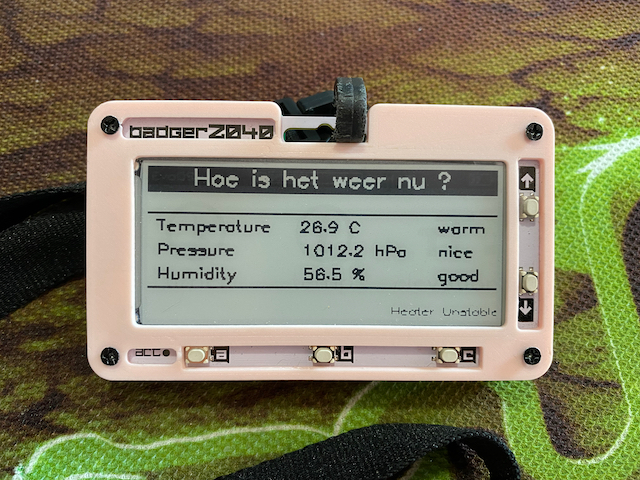 badger2040
Hoe is het weer nu ?
Temperature 26.9 C warm
Pressure 1012.2 hPa nice
Humidity 56.5 % good
Heater Unstable
act
a b c